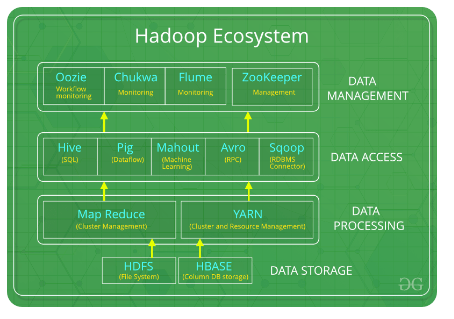 Hadoop Ecosystem
Oozie
Workflow
monitoring
Chukwa
Monitoring
Flume
Monitoring
ZooKeeper
Management
DATA
MANAGEMENT
Hive
(SQL)
Pig
(Dataflow)
Mahout
(Machine
Learning)
Avro
(RPC)
Sqoop
(RDBMS
Connector)
DATA ACCESS
Map Reduce
(Cluster Management)
YARN
(Cluster and Resource Management)
DATA
PROCESSING
HDFS
(File System)
HBASE
(Column DB storage)
DATA STORAGE
GG